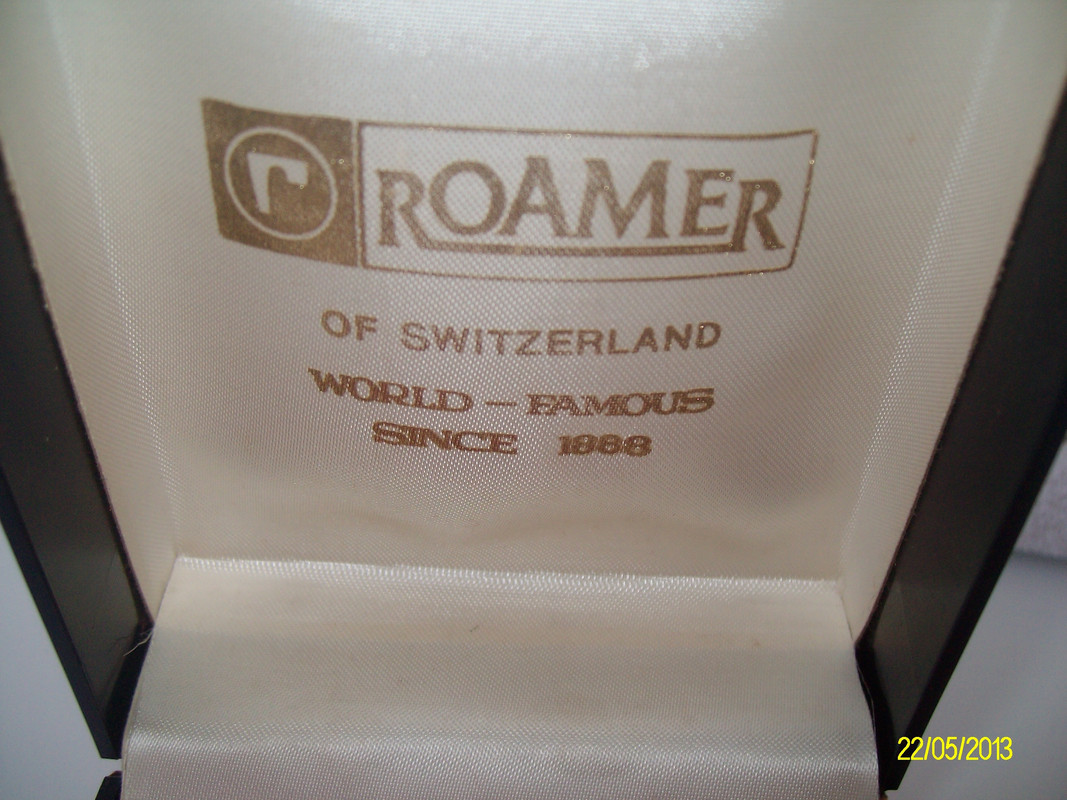 r ROAMER
OF SWITZERLAND
WORLD - FAMOUS
SINCE 1888
22/05/2013